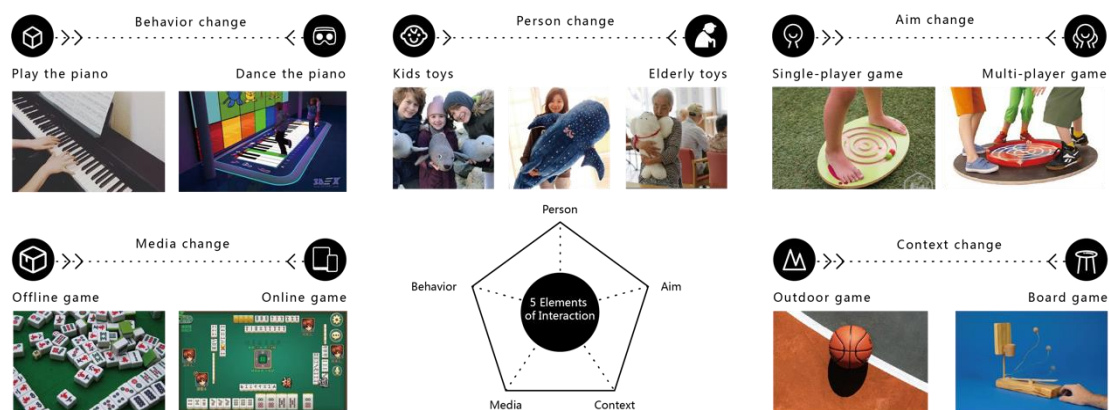 Behavior change
Play the piano
Dance the piano
Person change
Kids toys
Elderly toys
Aim change
Single-player game
Multi-player game
Media change
Offline game
Online game
Person
Behavior
Aim
5 Elements
of Interaction
Media
Context
Context change
Outdoor game
Board game